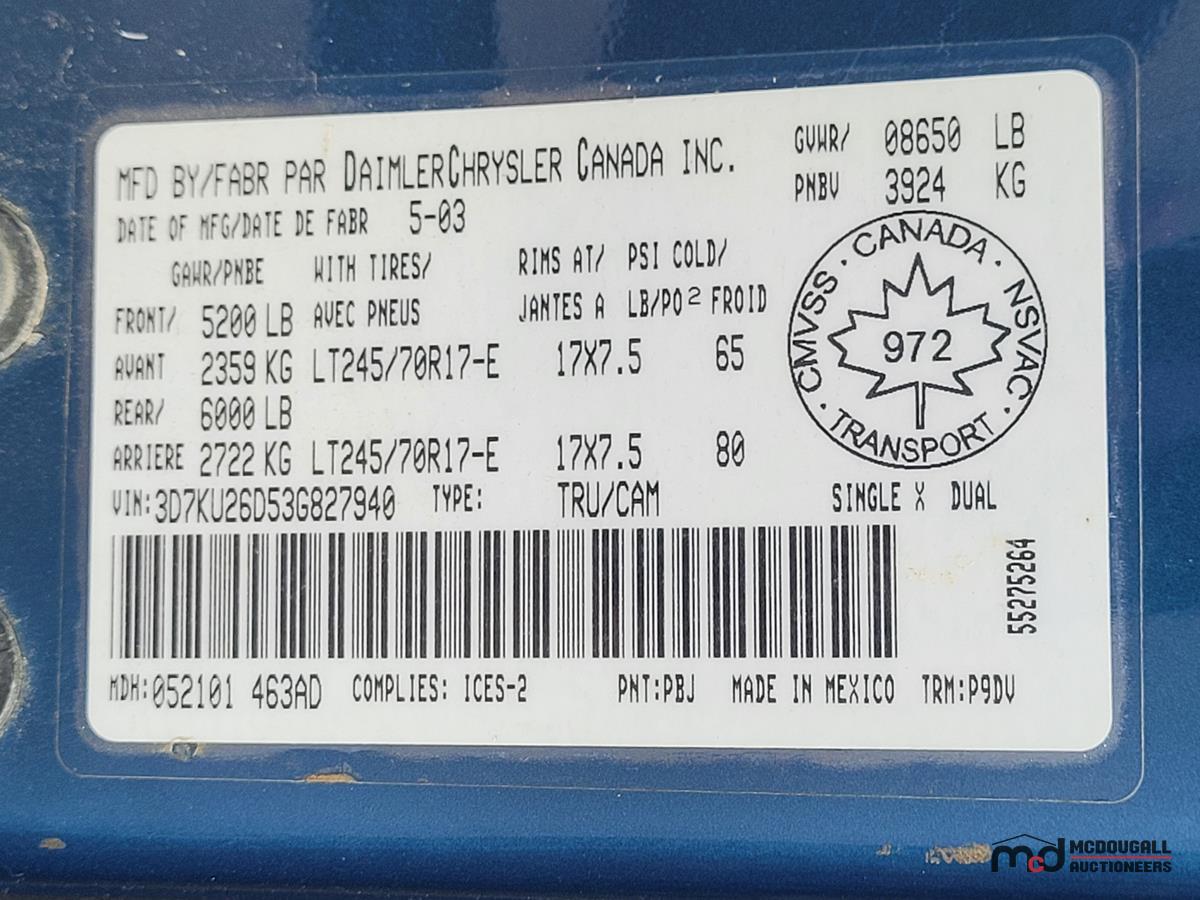 MFD BY/FABR PAR DAIMLERCHRYSLER CANADA INC.
GVWR/ 08650 LB
PNBV 3924 KG
DATE OF MFG/DATE DE FABR 5-03
GAWR/PNBE WITH TIRES/ RIMS AT/ PSI COLD/
FRONT/ 5200 LB AVEC PNEUS JANTES A LB/PO² FROID
AVANT 2359 KG LT245/70R17-E 17X7.5 65
REAR/ 6000 LB
ARRIERE 2722 KG LT245/70R17-E 17X7.5 80
CANADA · NSVAC · TRANSPORT · CMVSS ·
972
VIN: 3D7KU26D53G827940 TYPE: TRU/CAM SINGLE X DUAL
55275264
MDH: 052101 463AD COMPLIES: ICES-2 PNT:PBJ MADE IN MEXICO TRM:P9DV
mcd MCDOUGALL
AUCTIONEERS